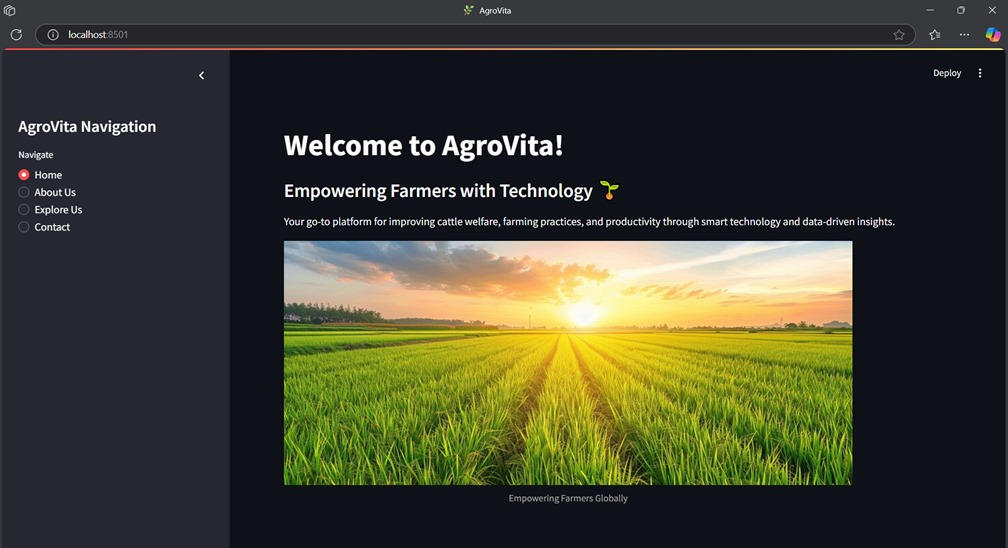 AgroVita
localhost:8501
Deploy
AgroVita Navigation
Navigate
Home
About Us
Explore Us
Contact
Welcome to AgroVita!
Empowering Farmers with Technology 🌱
Your go-to platform for improving cattle welfare, farming practices, and productivity through smart technology and data-driven insights.
Empowering Farmers Globally